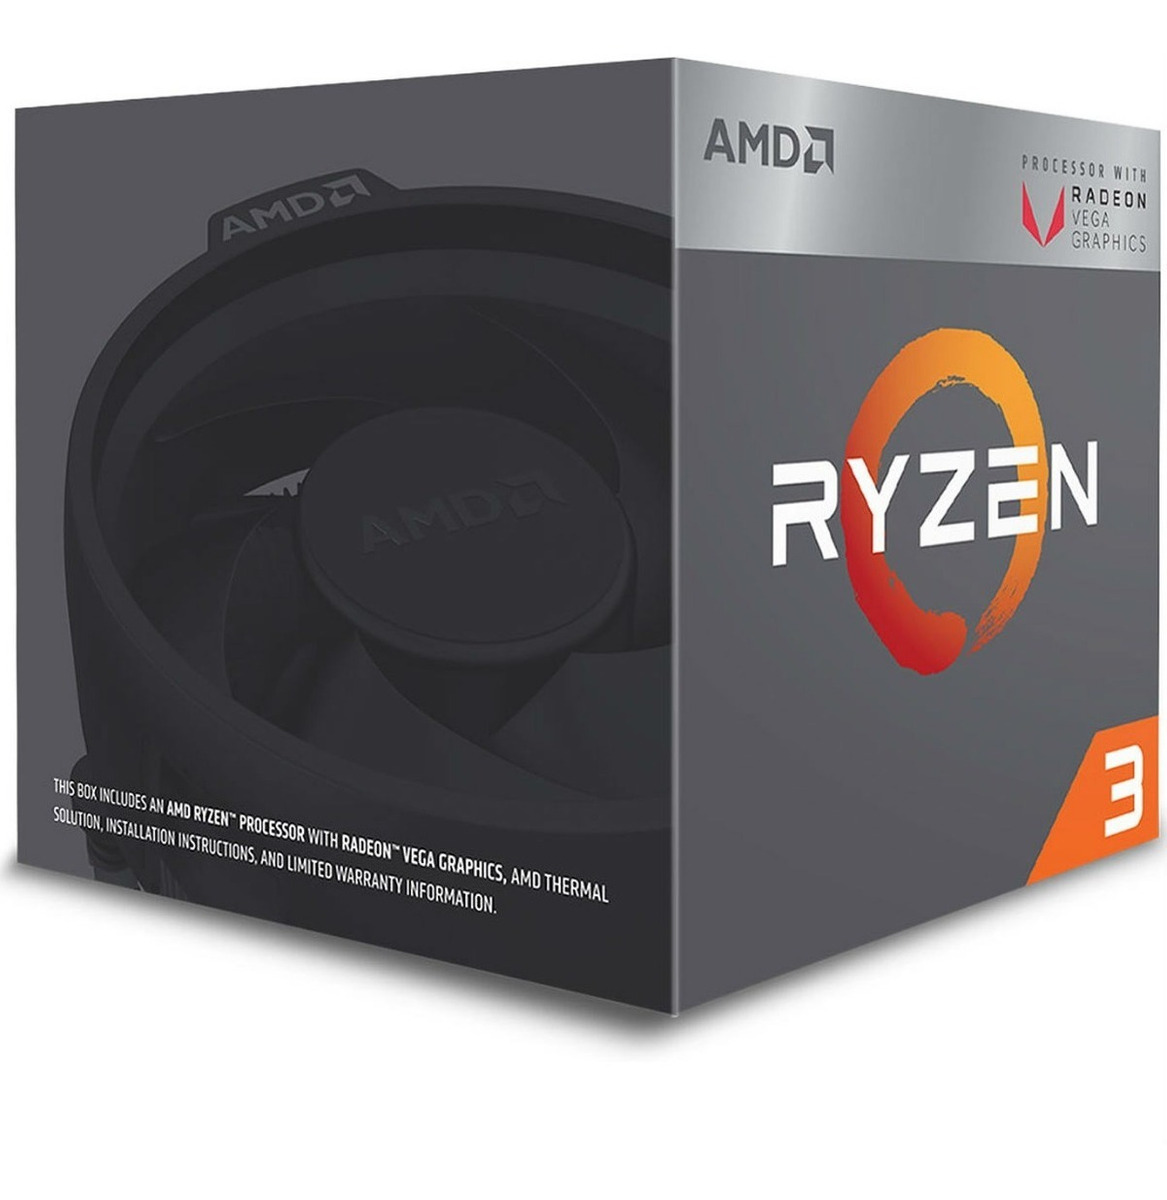 AMD
AMD
THIS BOX INCLUDES AN AMD RYZEN™ PROCESSOR WITH RADEON™ VEGA GRAPHICS, AMD THERMAL
SOLUTION, INSTALLATION INSTRUCTIONS, AND LIMITED WARRANTY INFORMATION.
AMD
PROCESSOR WITH
RADEON
VEGA
GRAPHICS
RYZEN
3